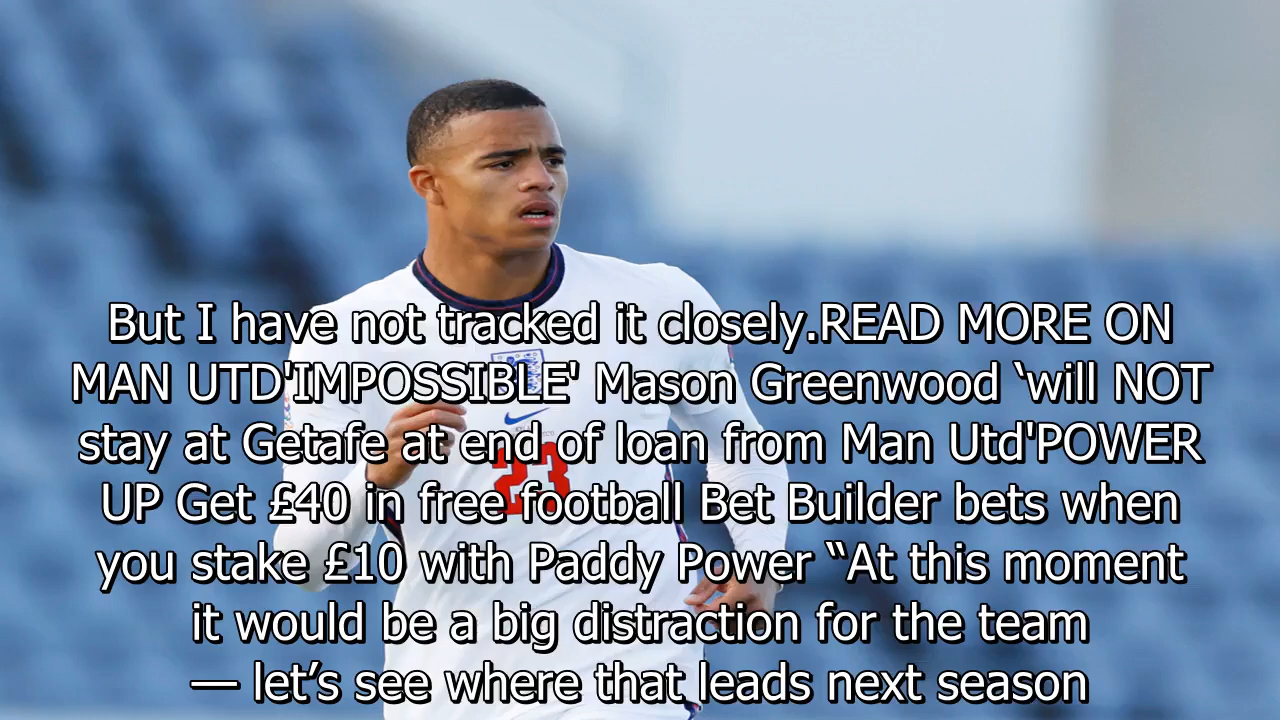 But I have not tracked it closely.READ MORE ON
MAN UTD'IMPOSSIBLE' Mason Greenwood ‘will NOT
stay at Getafe at end of loan from Man Utd'POWER
UP Get £40 in free football Bet Builder bets when
you stake £10 with Paddy Power “At this moment
it would be a big distraction for the team
— let’s see where that leads next season
23